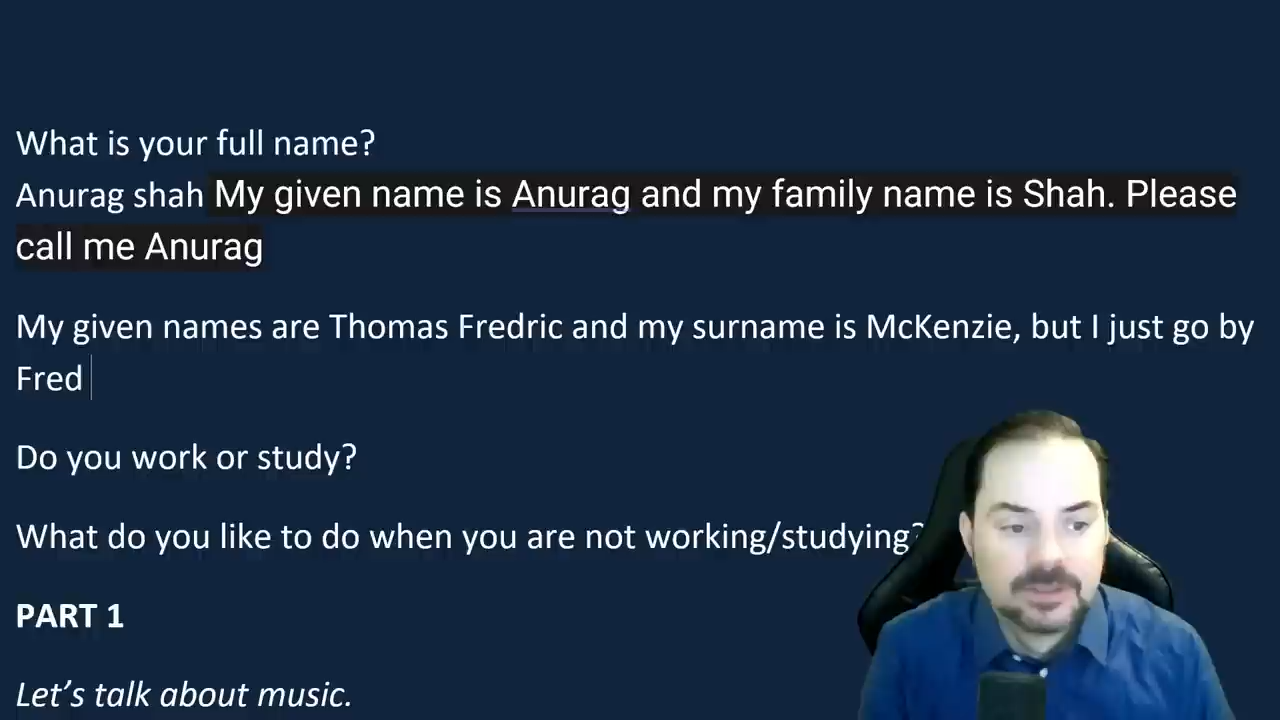 What is your full name?
Anurag shah My given name is Anurag and my family name is Shah. Please
call me Anurag
My given names are Thomas Fredric and my surname is McKenzie, but I just go by
Fred
Do you work or study?
What do you like to do when you are not working/studying?
PART 1
Let’s talk about music.